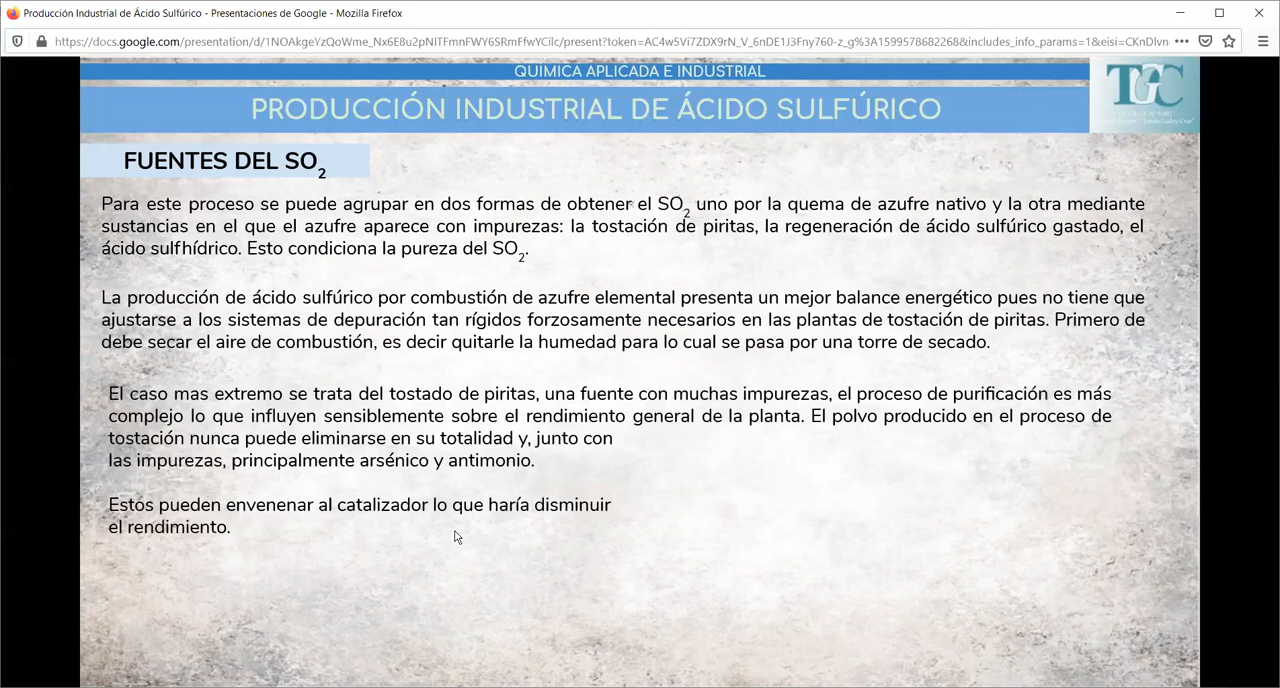 Producción Industrial de Ácido Sulfúrico - Presentaciones de Google - Mozilla Firefox
https://docs.google.com/presentation/d/1NOAkgeYzQoWme_Nx6E8u2pNITFmnFWY6SRmFfwYCilc/present?token=AC4w5Vi7ZDX9rN_V_6nDE1J3Fny760-z_g%3A1599578682268&includes_info_params=1&eisi=CKnDlvn
QUIMICA APLICADA E INDUSTRIAL
PRODUCCIÓN INDUSTRIAL DE ÁCIDO SULFÚRICO
TGC
FUENTES DEL SO2
Para este proceso se puede agrupar en dos formas de obtener el SO2 uno por la quema de azufre nativo y la otra mediante
sustancias en el que el azufre aparece con impurezas: la tostación de piritas, la regeneración de ácido sulfúrico gastado, el
ácido sulfhídrico. Esto condiciona la pureza del SO2.
La producción de ácido sulfúrico por combustión de azufre elemental presenta un mejor balance energético pues no tiene que
ajustarse a los sistemas de depuración tan rígidos forzosamente necesarios en las plantas de tostación de piritas. Primero de
debe secar el aire de combustión, es decir quitarle la humedad para lo cual se pasa por una torre de secado.
El caso mas extremo se trata del tostado de piritas, una fuente con muchas impurezas, el proceso de purificación es más
complejo lo que influyen sensiblemente sobre el rendimiento general de la planta. El polvo producido en el proceso de
tostación nunca puede eliminarse en su totalidad y, junto con
las impurezas, principalmente arsénico y antimonio.
Estos pueden envenenar al catalizador lo que haría disminuir
el rendimiento.